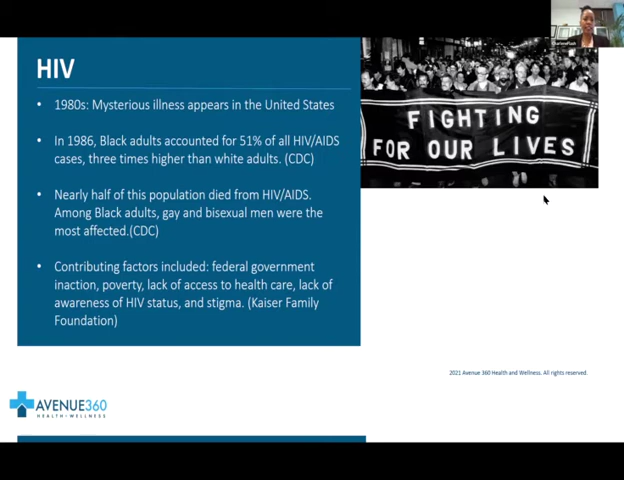 HIV
• 1980s: Mysterious illness appears in the United States
• In 1986, Black adults accounted for 51% of all HIV/AIDS
cases, three times higher than white adults. (CDC)
• Nearly half of this population died from HIV/AIDS.
Among Black adults, gay and bisexual men were the
most affected.(CDC)
• Contributing factors included: federal government
inaction, poverty, lack of access to health care, lack of
awareness of HIV status, and stigma. (Kaiser Family
Foundation)
FIGHTING
FOR OUR LIVES
2021 Avenue 360 Health and Wellness. All rights reserved.
AVENUE360
HEALTH+WELLNESS